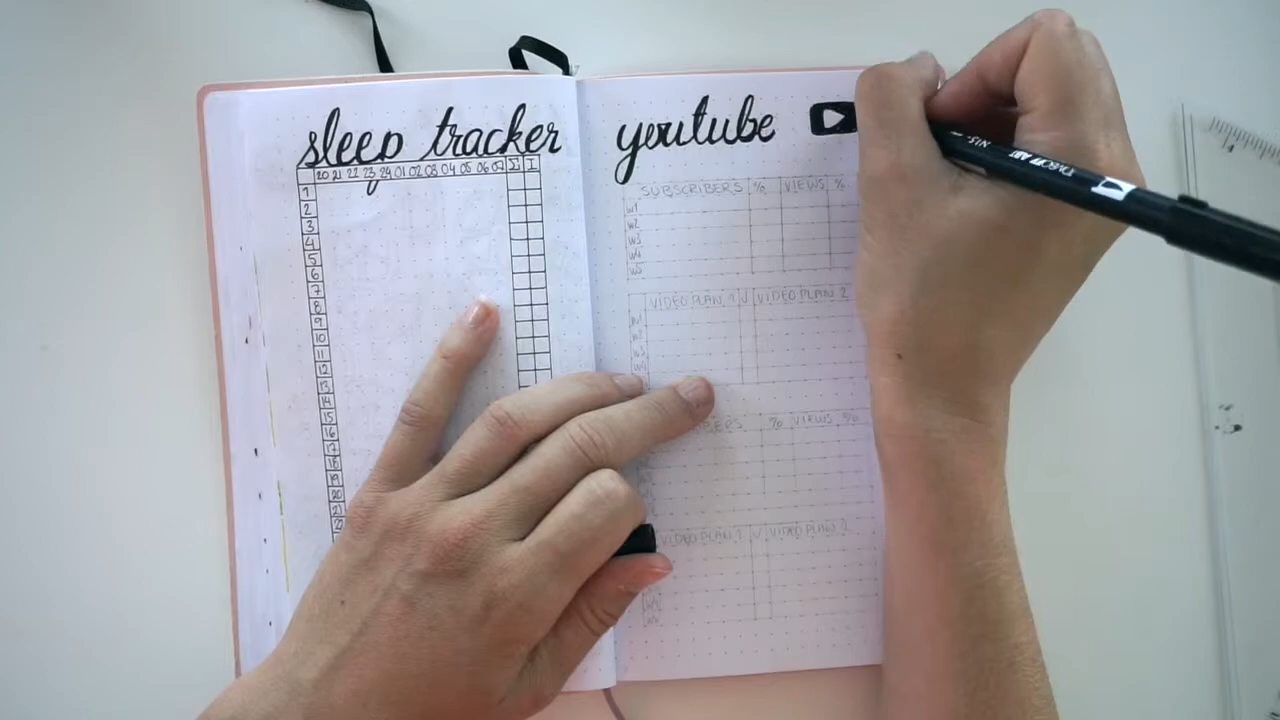 sleep tracker
20 21 22 23 24 01 02 03 04 05 06 07 Σ I
1
2
3
4
5
6
7
8
9
10
11
12
13
14
15
16
17
18
19
20
21
youtube
SUBSCRIBERS % VIEWS %
W1
W2
W3
W4
W5
VIDEO PLAN 1 √ VIDEO PLAN 2
W1
W2
W3
W4
% VIEWS %
VIDEO PLAN 1 √ VIDEO PLAN 2